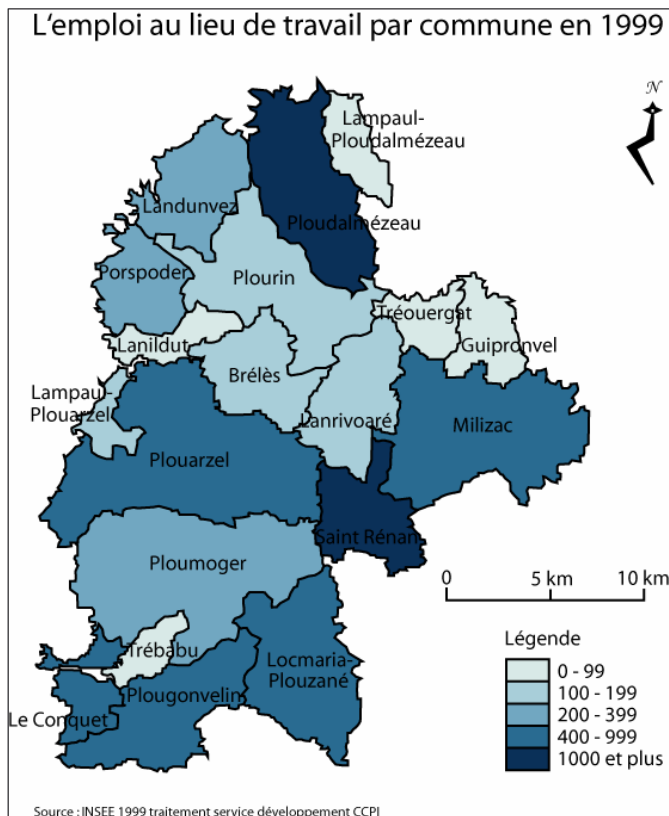 L'emploi au lieu de travail par commune en 1999
N
Lampaul-
Ploudalmézeau
Landunvez
Ploudalmézeau
Porspoder
Plourin
Tréouergat
Lanildut
Guipronvel
Brélès
Lampaul-
Plouarzel
Lanrivoaré
Milizac
Plouarzel
Saint Rénan
Ploumoger
0 5 km 10 km
Légende
Trébabu
Locmaria-
Plouzané
Plougonvelin
Le Conquet
0 - 99
100 - 199
200 - 399
400 - 999
1000 et plus
Source : INSEE 1999 traitement service développement CCPI